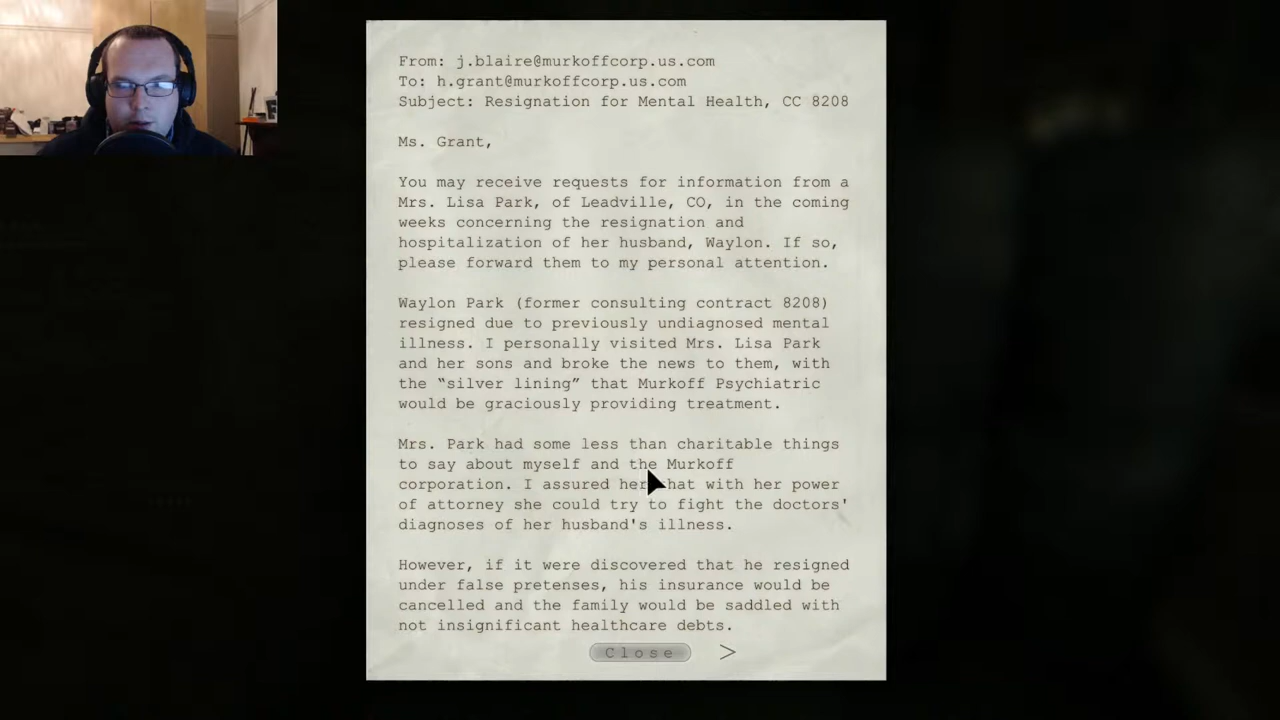 From: j.blaire@murkoffcorp.us.com
To: h.grant@murkoffcorp.us.com
Subject: Resignation for Mental Health, CC 8208
Ms. Grant,
You may receive requests for information from a
Mrs. Lisa Park, of Leadville, CO, in the coming
weeks concerning the resignation and
hospitalization of her husband, Waylon. If so,
please forward them to my personal attention.
Waylon Park (former consulting contract 8208)
resigned due to previously undiagnosed mental
illness. I personally visited Mrs. Lisa Park
and her sons and broke the news to them, with
the “silver lining” that Murkoff Psychiatric
would be graciously providing treatment.
Mrs. Park had some less than charitable things
to say about myself and the Murkoff
corporation. I assured her that with her power
of attorney she could try to fight the doctors'
diagnoses of her husband's illness.
However, if it were discovered that he resigned
under false pretenses, his insurance would be
cancelled and the family would be saddled with
not insignificant healthcare debts.
Close >